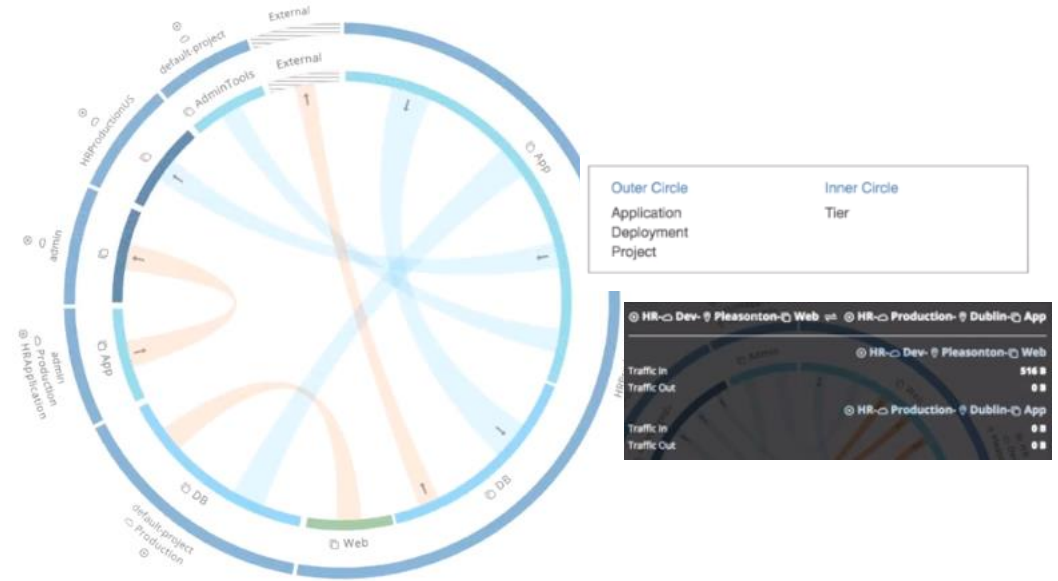 External
default-project
External
AdminTools
HRProductionUS
App
admin
App
admin
Production
HRApplication
DB
DB
default-project
Production
Web
Outer Circle
Inner Circle
Application
Tier
Deployment
Project
HR- Dev- Pleasonton- Web ⇌ HR- Production- Dublin- App
HR- Dev- Pleasonton- Web
Traffic In 516 B
Traffic Out 0 B
HR- Production- Dublin- App
Traffic In 0 B
Traffic Out 0 B